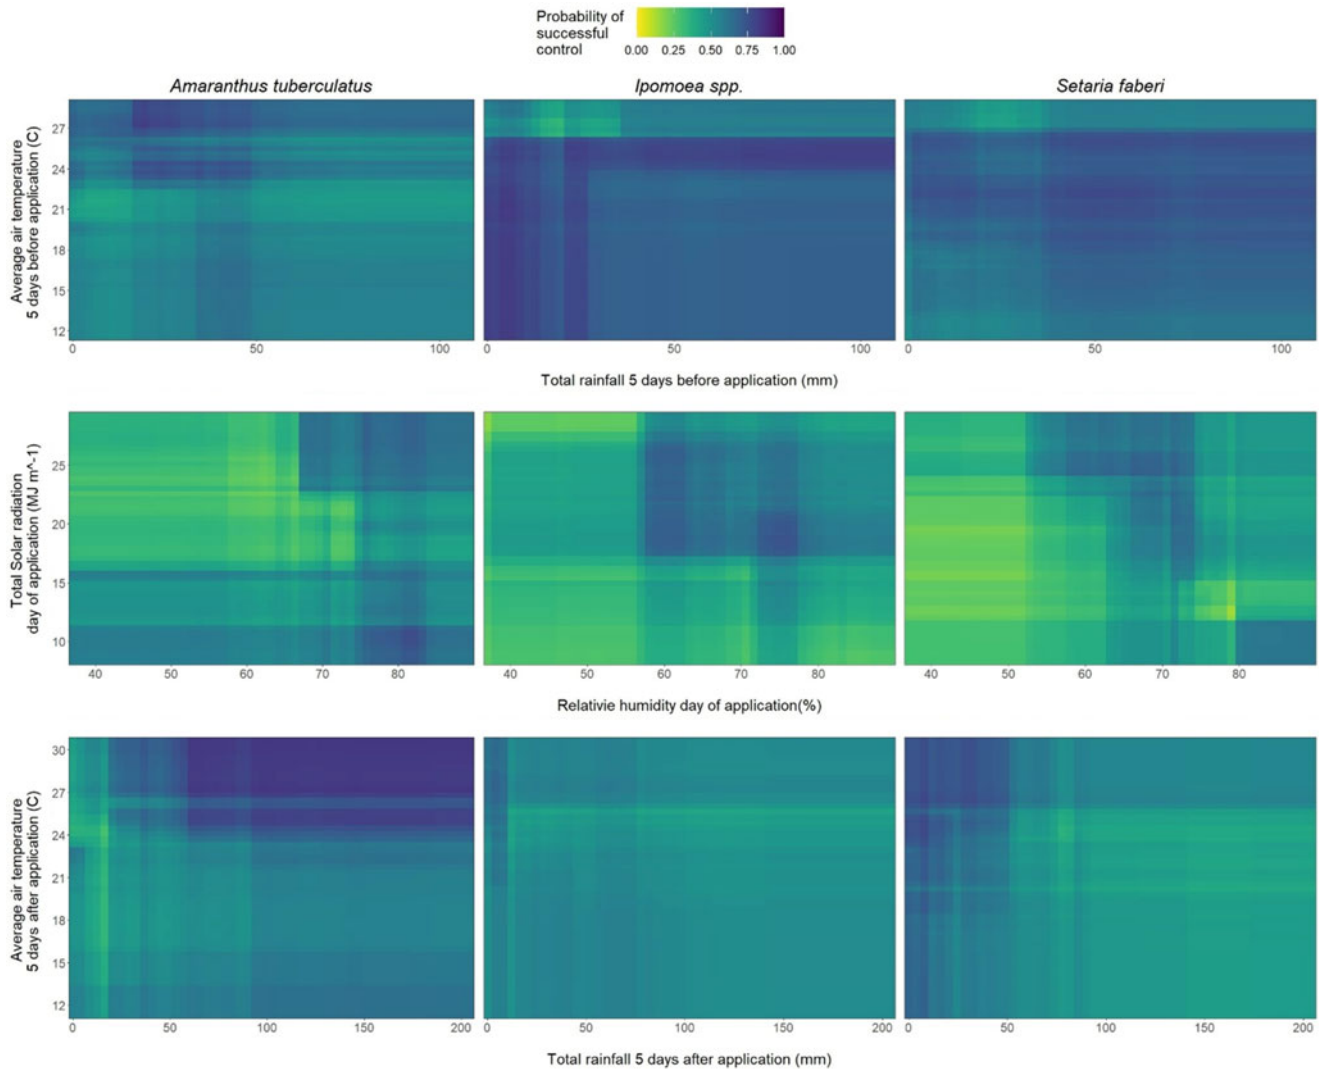 Probability of
successful
control
0.00 0.25 0.50 0.75 1.00
Amaranthus tuberculatus
Ipomoea spp.
Setaria faberi
Average air temperature
5 days before application (C)
27
24
21
18
15
12
0 50 100
0 50 100
0 50 100
Total rainfall 5 days before application (mm)
Total Solar radiation
day of application (MJ m^-1)
25
20
15
10
40 50 60 70 80
40 50 60 70 80
40 50 60 70 80
Relativie humidity day of application(%)
Average air temperature
5 days after application (C)
30
27
24
21
18
15
12
0 50 100 150 200
0 50 100 150 200
0 50 100 150 200
Total rainfall 5 days after application (mm)